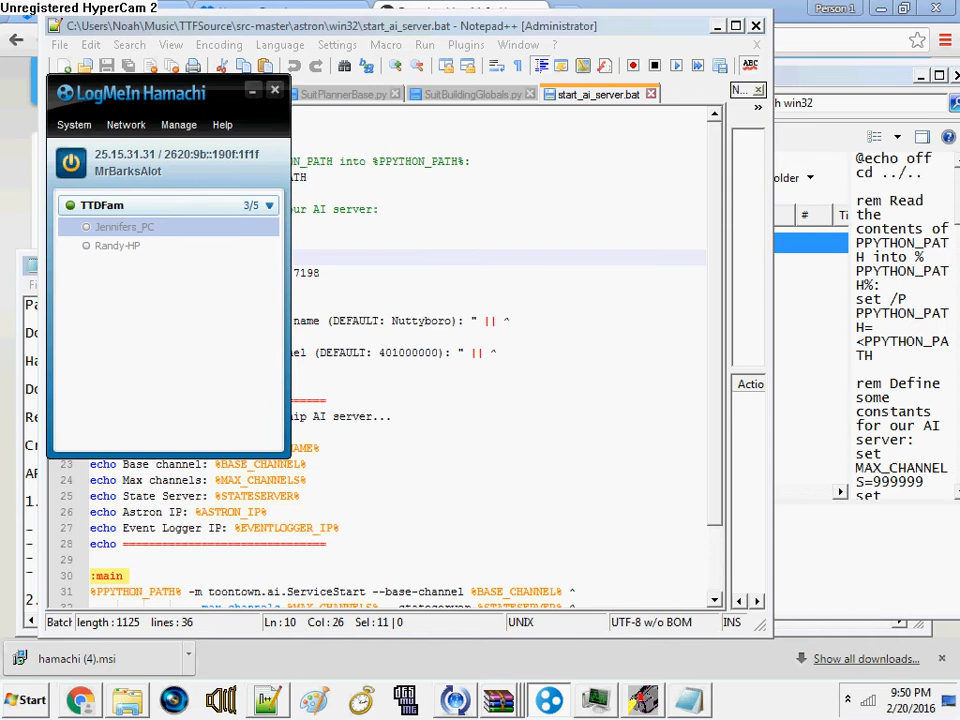 Unregistered HyperCam 2
Person 1
C:\Users\Noah\Music\TTFSource\src-master\astron\win32\start_ai_server.bat - Notepad++ [Administrator]
File Edit Search View Encoding Language Settings Macro Run Plugins Window ? X
ABC
LogMeIn Hamachi
SuitPlannerBase.py
SuitBuildingGlobals.py
start_ai_server.bat
N...
h win32
System Network Manage Help
25.15.31.31 / 2620:9b::190f:1f1f
MrBarksAlot
TTDFam 3/5
Jennifers_PC
Randy-HP
N_PATH into %PPYTHON_PATH%:
TH
ur AI server:
7198
name (DEFAULT: Nuttyboro): " || ^
el (DEFAULT: 401000000): " || ^
======
hip AI server...
NAME%
23 echo Base channel: %BASE_CHANNEL%
24 echo Max channels: %MAX_CHANNELS%
25 echo State Server: %STATESERVER%
26 echo Astron IP: %ASTRON_IP%
27 echo Event Logger IP: %EVENTLOGGER_IP%
28 echo ===============================
29
30 :main
31 %PPYTHON_PATH% -m toontown.ai.ServiceStart --base-channel %BASE_CHANNEL% ^
Batch length : 1125 lines : 36 Ln : 10 Col : 26 Sel : 11 | 0 UNIX UTF-8 w/o BOM INS
Actio
older
#
@echo off
cd ../..
rem Read
the
contents of
PPYTHON_PAT
H into %
PPYTHON_PAT
H%:
set /P
PPYTHON_PAT
H=
<PPYTHON_PA
TH
rem Define
some
constants
for our AI
server:
set
MAX_CHANNEL
S=999999
set
hamachi (4).msi
Show all downloads...
Start
9:50 PM
2/20/2016